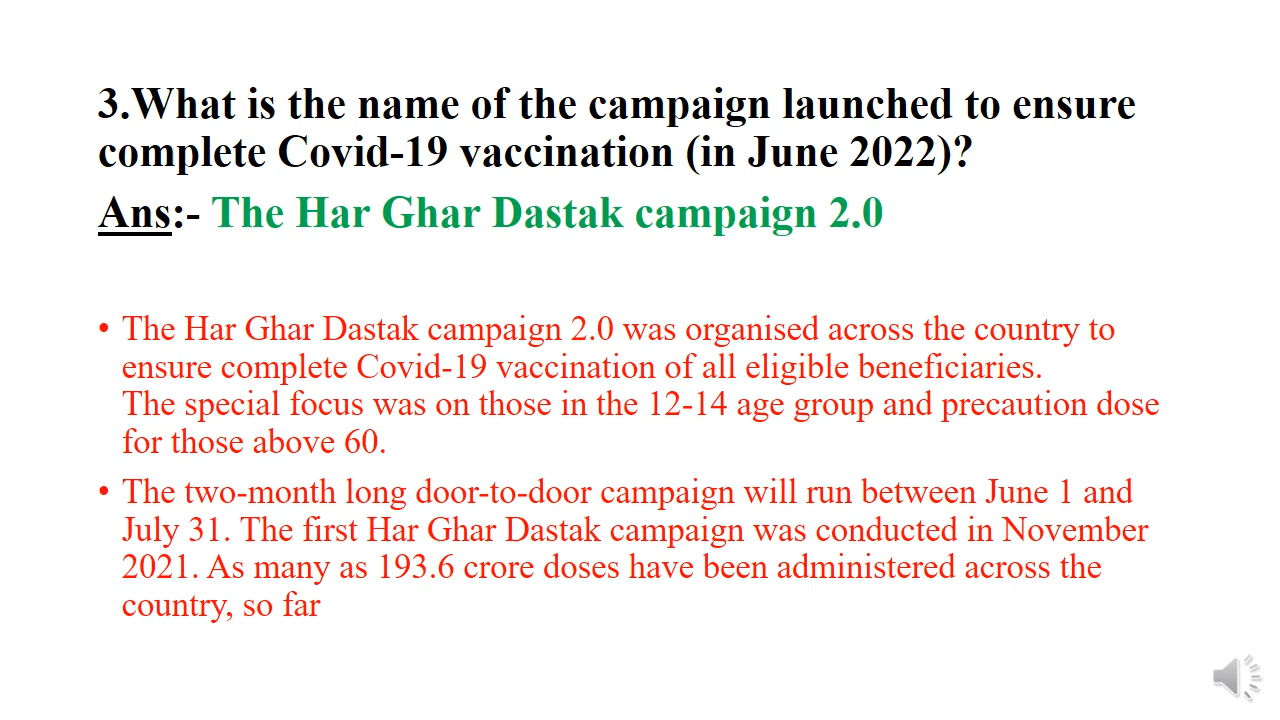 3.What is the name of the campaign launched to ensure
complete Covid-19 vaccination (in June 2022)?
Ans:- The Har Ghar Dastak campaign 2.0
• The Har Ghar Dastak campaign 2.0 was organised across the country to
ensure complete Covid-19 vaccination of all eligible beneficiaries.
The special focus was on those in the 12-14 age group and precaution dose
for those above 60.
• The two-month long door-to-door campaign will run between June 1 and
July 31. The first Har Ghar Dastak campaign was conducted in November
2021. As many as 193.6 crore doses have been administered across the
country, so far